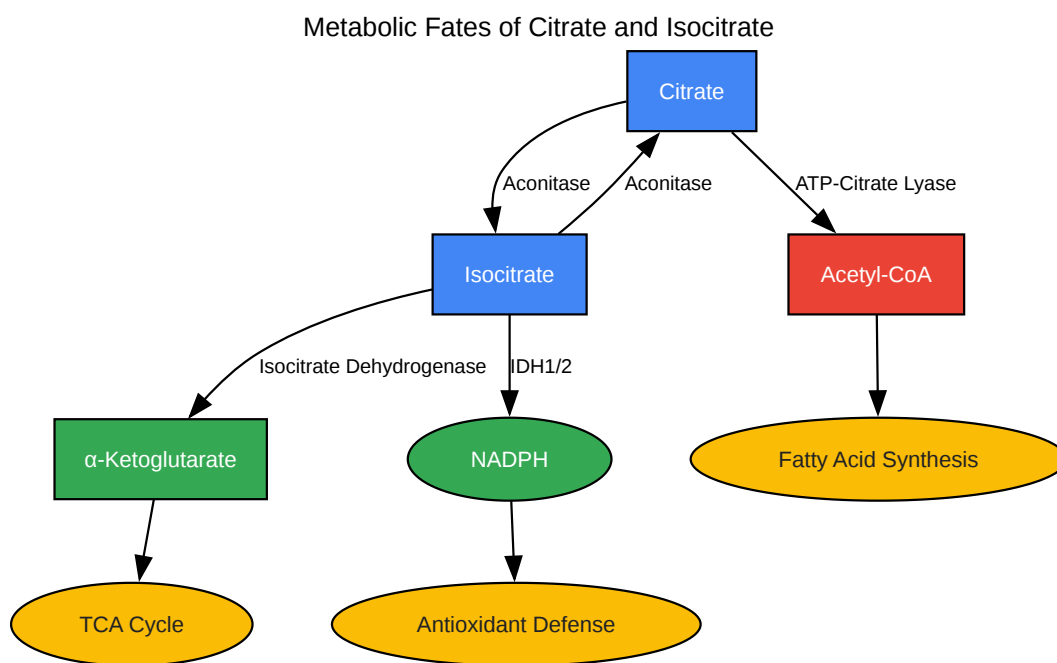 Metabolic Fates of Citrate and Isocitrate
Citrate
Aconitase
Aconitase
ATP-Citrate Lyase
Isocitrate
Acetyl-CoA
Isocitrate Dehydrogenase
IDH1/2
α-Ketoglutarate
NADPH
Fatty Acid Synthesis
TCA Cycle
Antioxidant Defense